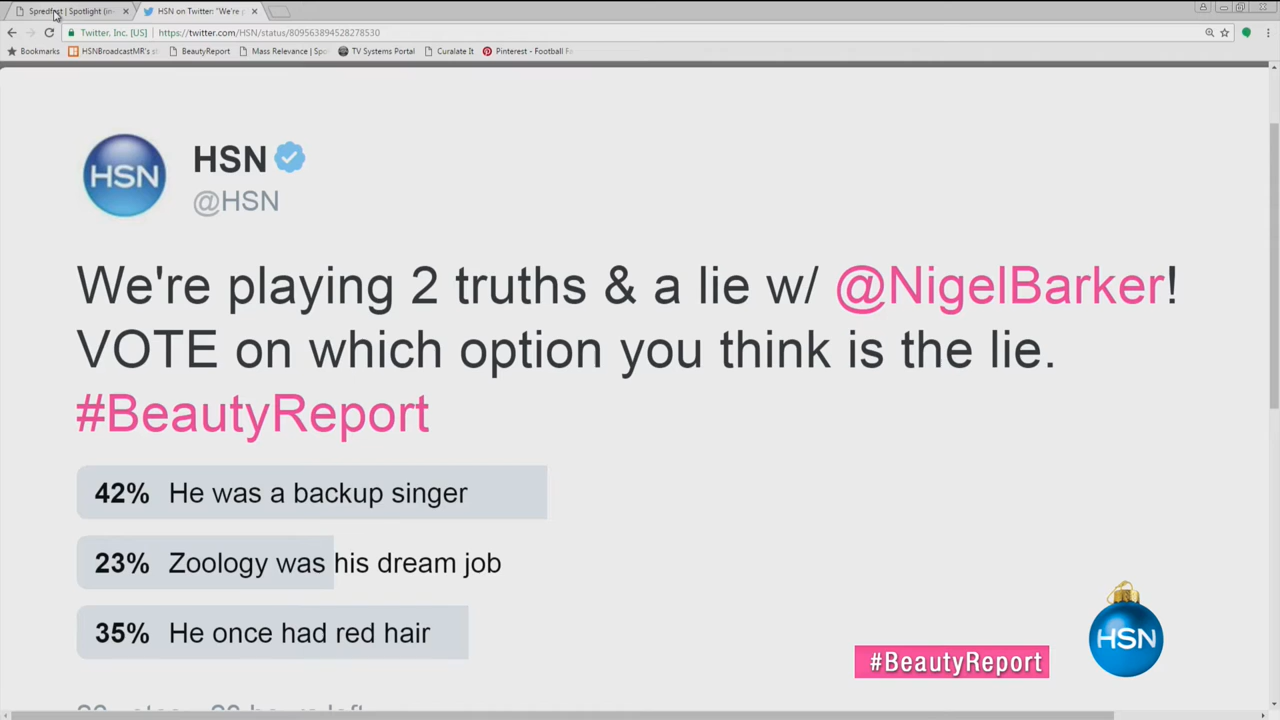 Spredfast | Spotlight (in
HSN on Twitter: "We're p
Twitter, Inc. [US]
https://twitter.com/HSN/status/809563894528278530
Bookmarks
HSNBroadcastMR's s
BeautyReport
Mass Relevance | Spo
TV Systems Portal
Curalate It
Pinterest - Football F
HSN
HSN
@HSN
We're playing 2 truths & a lie w/ @NigelBarker!
VOTE on which option you think is the lie.
#BeautyReport
42% He was a backup singer
23% Zoology was his dream job
35% He once had red hair
#BeautyReport
HSN